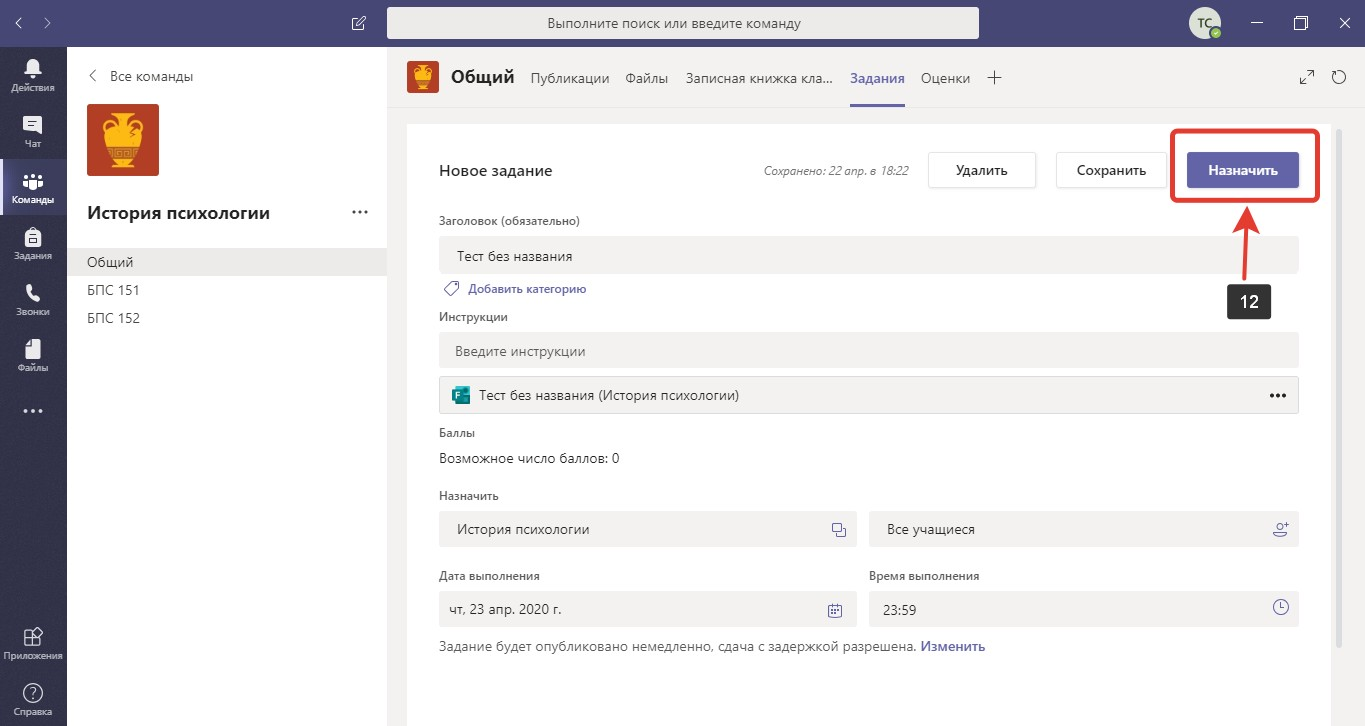 Выполните поиск или введите команду
ТС
Действия
Чат
Команды
Задания
Звонки
Файлы
Приложения
Справка
Все команды
История психологии
Общий
БПС 151
БПС 152
Общий Публикации Файлы Записная книжка кла... Задания Оценки
Новое задание
Сохранено: 22 апр. в 18:22
Удалить
Сохранить
Назначить
12
Заголовок (обязательно)
Тест без названия
Добавить категорию
Инструкции
Введите инструкции
F
Тест без названия (История психологии)
Баллы
Возможное число баллов: 0
Назначить
История психологии
Все учащиеся
Дата выполнения
Время выполнения
чт, 23 апр. 2020 г.
23:59
Задание будет опубликовано немедленно, сдача с задержкой разрешена. Изменить